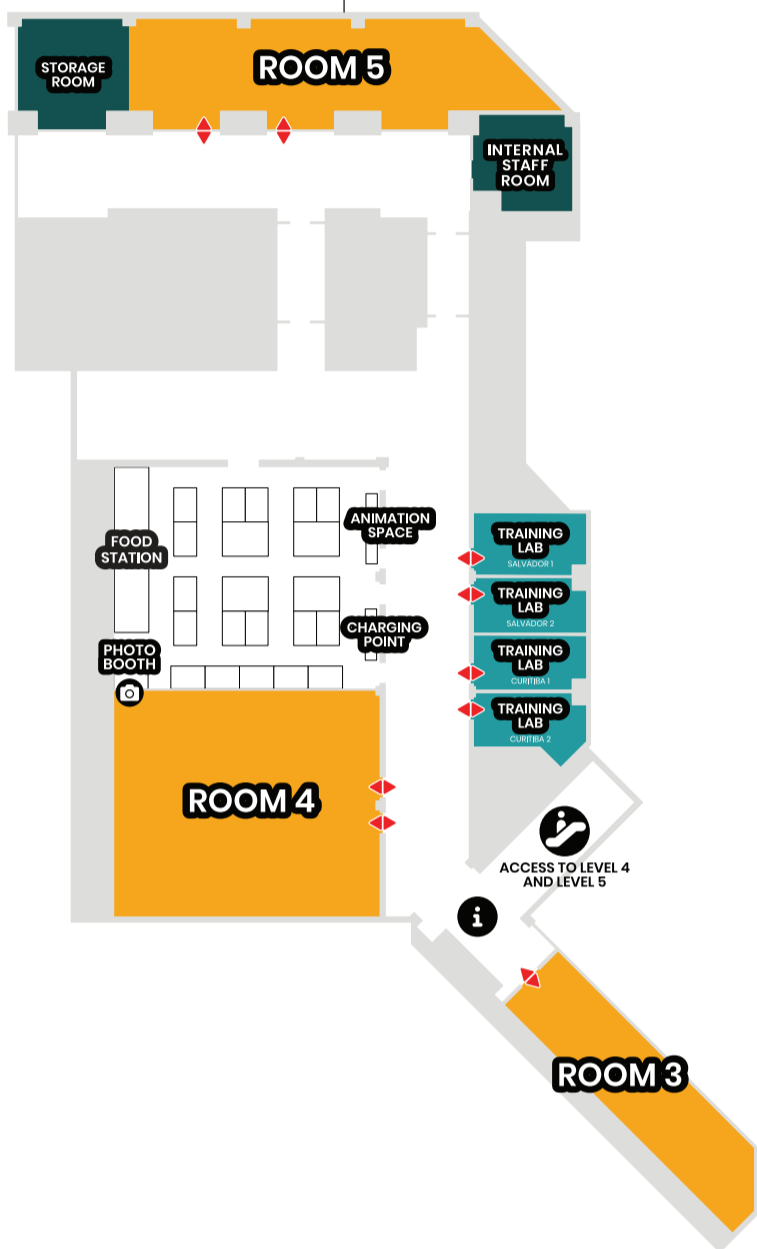 STORAGE
ROOM
ROOM 5
INTERNAL
STAFF
ROOM
FOOD
STATION
ANIMATION
SPACE
CHARGING
POINT
PHOTO
BOOTH
TRAINING
LAB
SALVADOR 1
TRAINING
LAB
SALVADOR 2
TRAINING
LAB
CURITIBA 1
TRAINING
LAB
CURITIBA 2
ROOM 4
ACCESS TO LEVEL 4
AND LEVEL 5
i
ROOM 3